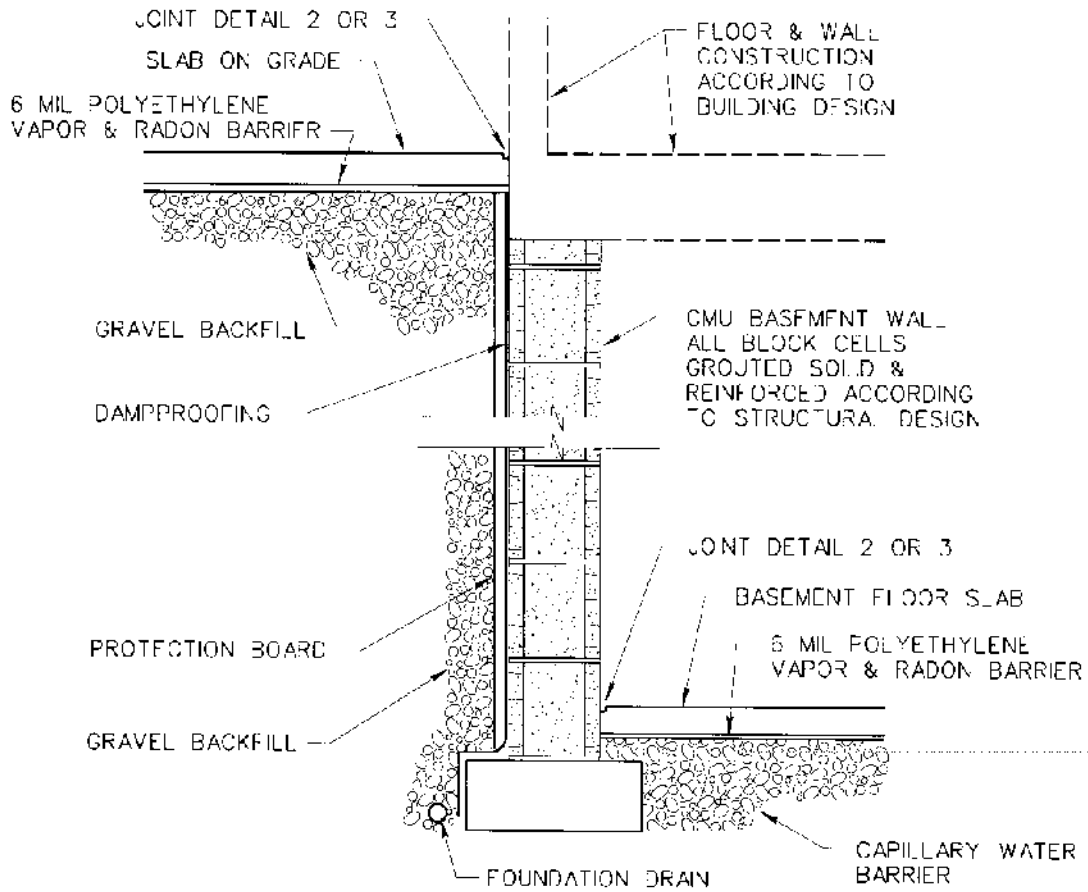 JOINT DETAIL 2 OR 3
SLAB ON GRADE
6 MIL POLYETHYLENE
VAPOR & RADON BARRIER
FLOOR & WALL
CONSTRUCTION
ACCORDING TO
BUILDING DESIGN
GRAVEL BACKFILL
DAMPPROOFING
CMU BASEMENT WALL
ALL BLOCK CELLS
GROUTED SOLID &
REINFORCED ACCORDING
TO STRUCTURAL DESIGN
JOINT DETAIL 2 OR 3
BASEMENT FLOOR SLAB
6 MIL POLYETHYLENE
VAPOR & RADON BARRIER
PROTECTION BOARD
GRAVEL BACKFILL
CAPILLARY WATER
BARRIER
FOUNDATION DRAIN